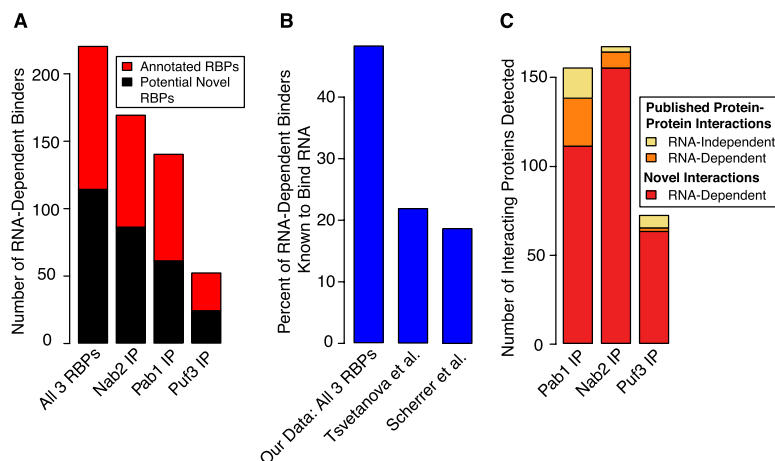 A
Number of RNA-Dependent Binders
200
150
100
50
0
Annotated RBPs
Potential Novel
RBPs
All 3 RBPs
Nab2 IP
Pab1 IP
Puf3 IP
B
Percent of RNA-Dependent Binders
Known to Bind RNA
40
30
20
10
0
Our Data: All 3 RBPs
Tsvetanova et al.
Scherrer et al.
C
Number of Interacting Proteins Detected
150
100
50
0
Published Protein-
Protein Interactions
RNA-Independent
RNA-Dependent
Novel Interactions
RNA-Dependent
Pab1 IP
Nab2 IP
Puf3 IP